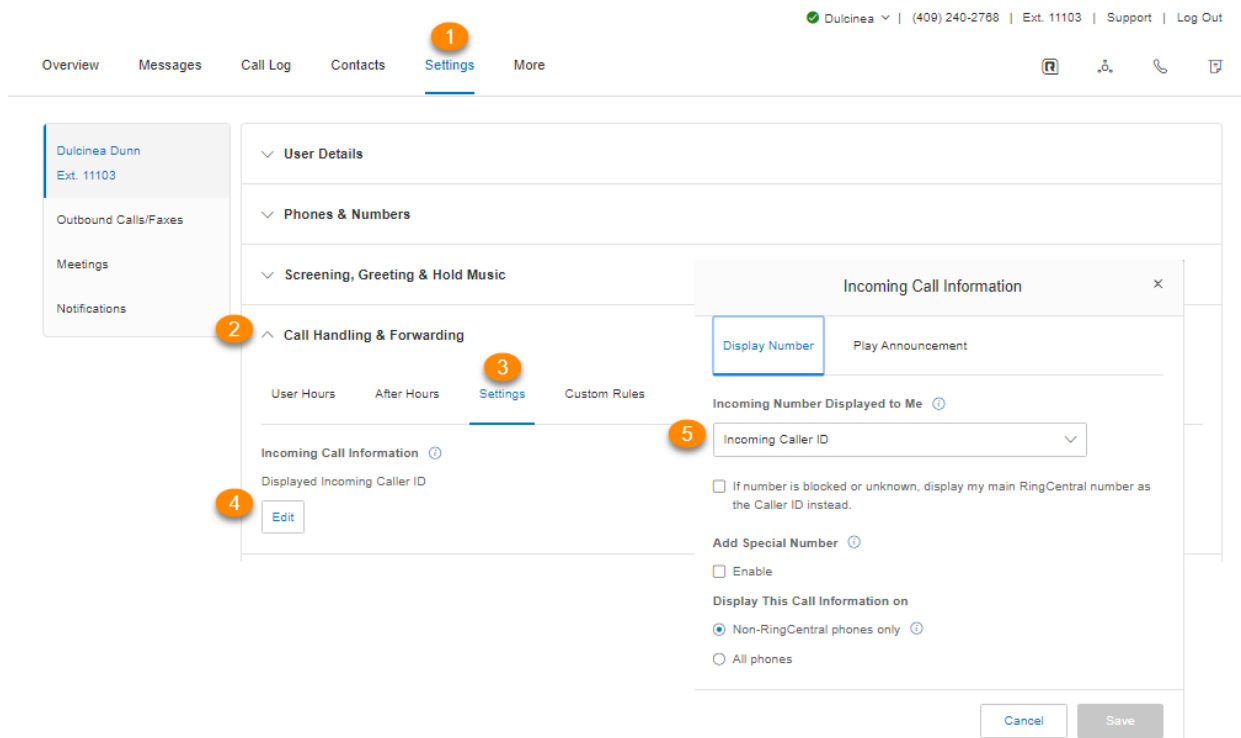 Dulcinea | (409) 240-2768 | Ext. 11103 | Support | Log Out
1
Overview Messages Call Log Contacts Settings More
R
Dulcinea Dunn
Ext. 11103
Outbound Calls/Faxes
Meetings
Notifications
User Details
Phones & Numbers
Screening, Greeting & Hold Music
2 Call Handling & Forwarding
3
User Hours After Hours Settings Custom Rules
Incoming Call Information
Displayed Incoming Caller ID
4 Edit
Incoming Call Information ×
Display Number Play Announcement
Incoming Number Displayed to Me
5 Incoming Caller ID
If number is blocked or unknown, display my main RingCentral number as
the Caller ID instead.
Add Special Number
Enable
Display This Call Information on
Non-RingCentral phones only
All phones
Cancel Save